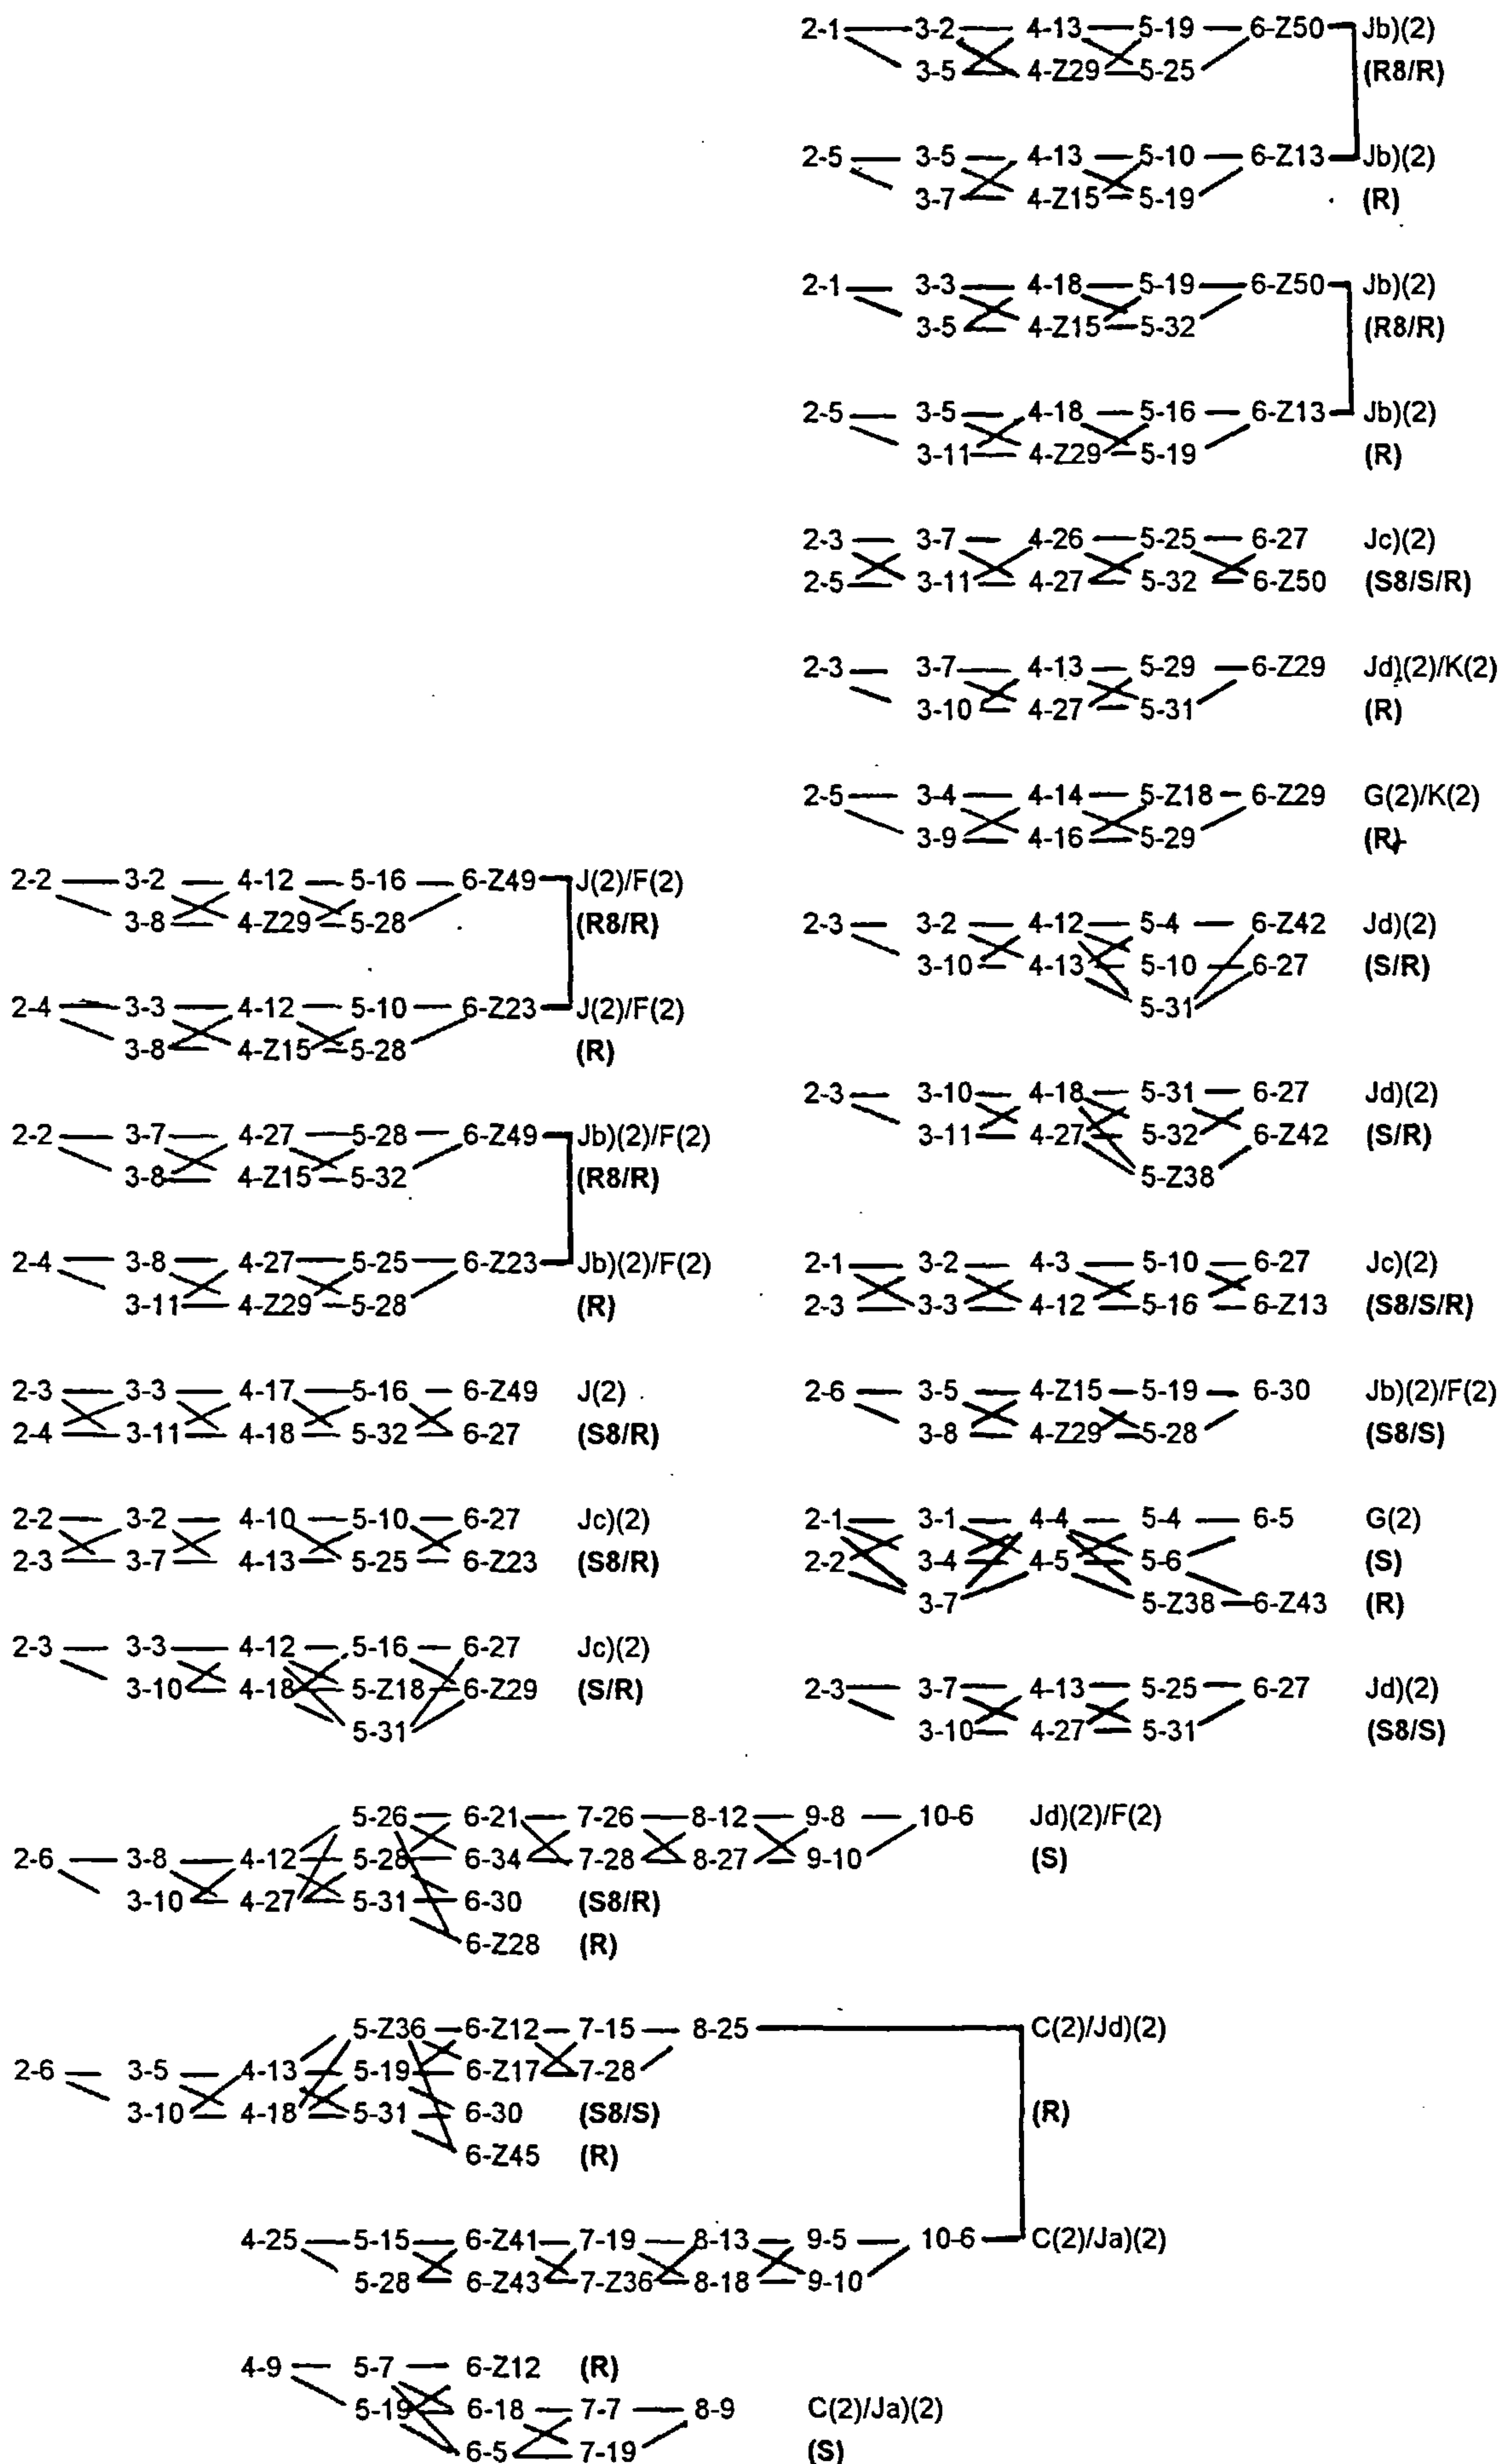 2-1 3-2 4-13 5-19 6-Z50 Jb)(2)
3-5 4-Z29 5-25 (R8/R)
2-5 3-5 4-13 5-10 6-Z13 Jb)(2)
3-7 4-Z15 5-19 (R)
2-1 3-3 4-18 5-19 6-Z50 Jb)(2)
3-5 4-Z15 5-32 (R8/R)
2-5 3-5 4-18 5-16 6-Z13 Jb)(2)
3-11 4-Z29 5-19 (R)
2-3 3-7 4-26 5-25 6-27 Jc)(2)
2-5 3-11 4-27 5-32 6-Z50 (S8/S/R)
2-3 3-7 4-13 5-29 6-Z29 Jd)(2)/K(2)
3-10 4-27 5-31 (R)
2-5 3-4 4-14 5-Z18 6-Z29 G(2)/K(2)
3-9 4-16 5-29 (R)
2-2 3-2 4-12 5-16 6-Z49 J(2)/F(2)
3-8 4-Z29 5-28 (R8/R)
2-3 3-2 4-12 5-4 6-Z42 Jd)(2)
3-10 4-13 5-10 6-27 (S/R)
5-31
2-4 3-3 4-12 5-10 6-Z23 J(2)/F(2)
3-8 4-Z15 5-28 (R)
2-3 3-10 4-18 5-31 6-27 Jd)(2)
3-11 4-27 5-32 6-Z42 (S/R)
5-Z38
2-2 3-7 4-27 5-28 6-Z49 Jb)(2)/F(2)
3-8 4-Z15 5-32 (R8/R)
2-4 3-8 4-27 5-25 6-Z23 Jb)(2)/F(2)
3-11 4-Z29 5-28 (R)
2-1 3-2 4-3 5-10 6-27 Jc)(2)
2-3 3-3 4-12 5-16 6-Z13 (S8/S/R)
2-3 3-3 4-17 5-16 6-Z49 J(2)
2-4 3-11 4-18 5-32 6-27 (S8/R)
2-6 3-5 4-Z15 5-19 6-30 Jb)(2)/F(2)
3-8 4-Z29 5-28 (S8/S)
2-2 3-2 4-10 5-10 6-27 Jc)(2)
2-3 3-7 4-13 5-25 6-Z23 (S8/R)
2-1 3-1 4-4 5-4 6-5 G(2)
2-2 3-4 4-5 5-6 (S)
3-7 5-Z38 6-Z43 (R)
2-3 3-3 4-12 5-16 6-27 Jc)(2)
3-10 4-18 5-Z18 6-Z29 (S/R)
5-31
2-3 3-7 4-13 5-25 6-27 Jd)(2)
3-10 4-27 5-31 (S8/S)
5-26 6-21 7-26 8-12 9-8 10-6 Jd)(2)/F(2)
2-6 3-8 4-12 5-28 6-34 7-28 8-27 9-10 (S)
3-10 4-27 5-31 6-30 (S8/R)
6-Z28 (R)
5-Z36 6-Z12 7-15 8-25 C(2)/Jd)(2)
2-6 3-5 4-13 5-19 6-Z17 7-28
3-10 4-18 5-31 6-30 (S8/S) (R)
6-Z45 (R)
4-25 5-15 6-Z41 7-19 8-13 9-5 10-6 C(2)/Ja)(2)
5-28 6-Z43 7-Z36 8-18 9-10
4-9 5-7 6-Z12 (R)
5-19 6-18 7-7 8-9 C(2)/Ja)(2)
6-5 7-19 (S)